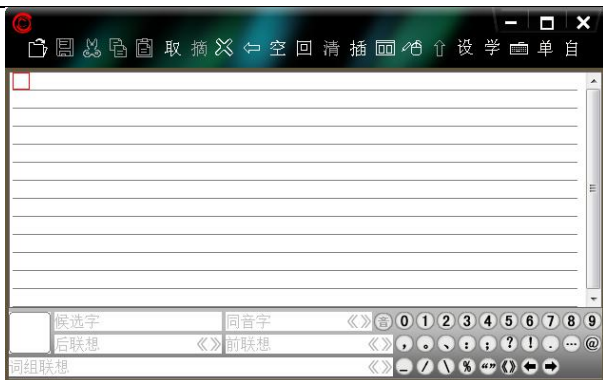 取 摘 空 回 清 插 设 学 单 自
候选字 同音字 《》 音 0 1 2 3 4 5 6 7 8 9
后联想 《》 前联想 《》 , 。 、 : ; ? ! . … @
词组联想 《》 _ / \ % “” 《》